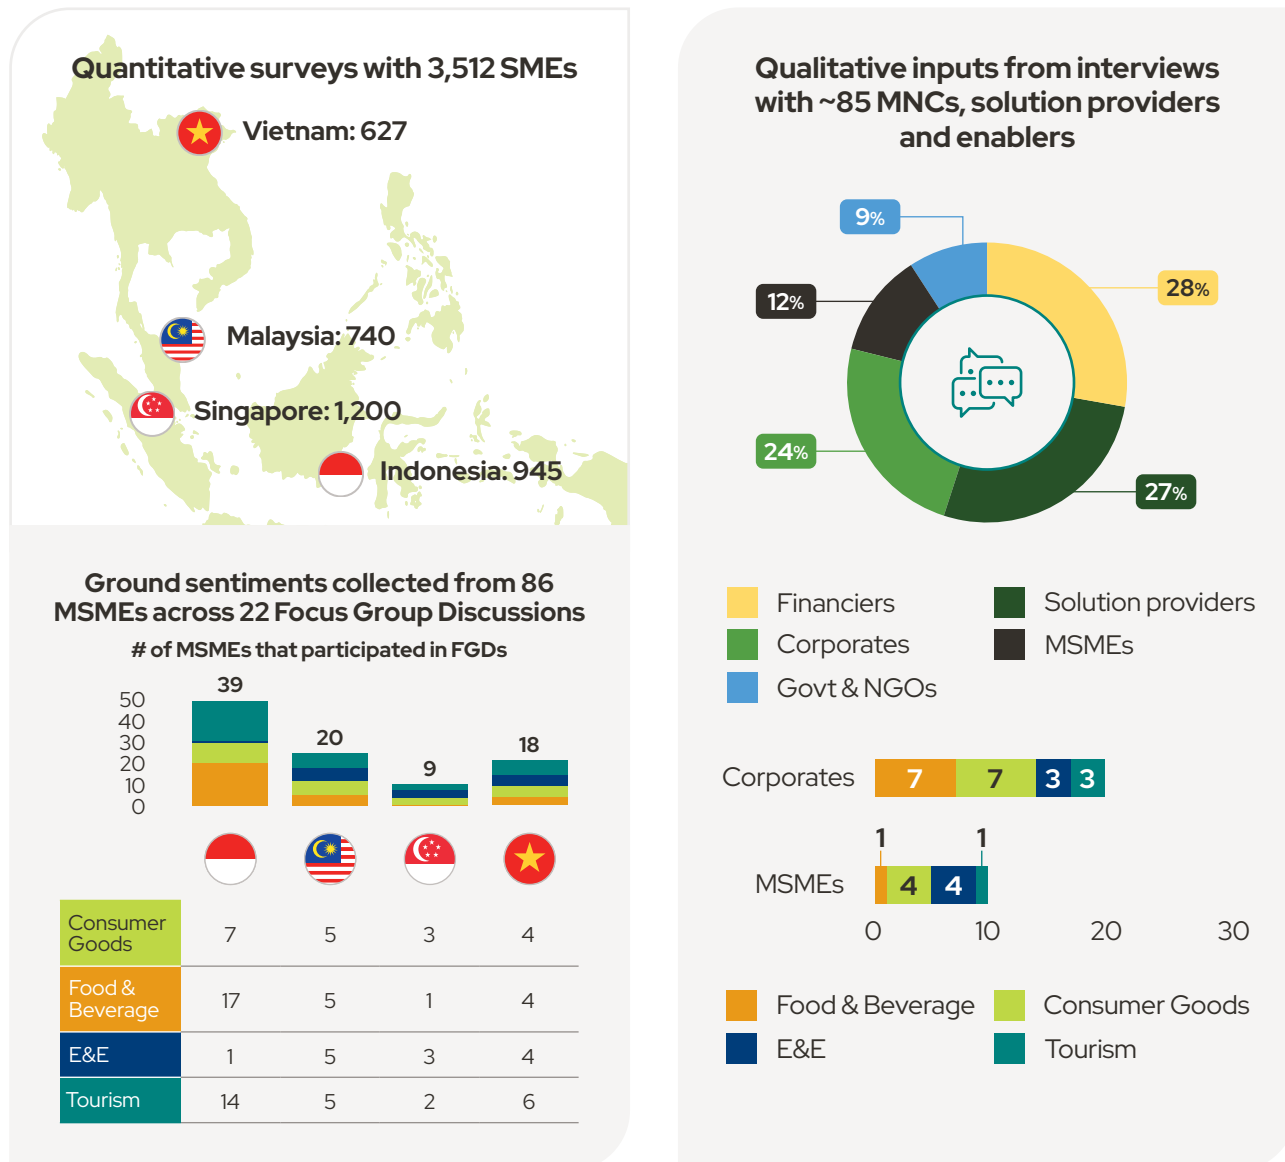 Quantitative surveys with 3,512 SMEs
Vietnam: 627
Malaysia: 740
Singapore: 1,200
Indonesia: 945
Ground sentiments collected from 86
MSMEs across 22 Focus Group Discussions
# of MSMEs that participated in FGDs
50
40
30
20
10
0
39
20
9
18
Consumer
Goods
7 5 3 4
Food &
Beverage
17 5 1 4
E&E 1 5 3 4
Tourism 14 5 2 6
Qualitative inputs from interviews
with ~85 MNCs, solution providers
and enablers
9%
12%
28%
24%
27%
Financiers
Solution providers
Corporates
MSMEs
Govt & NGOs
Corporates 7 7 3 3
1 1
MSMEs 4 4
0 10 20 30
Food & Beverage
Consumer Goods
E&E
Tourism